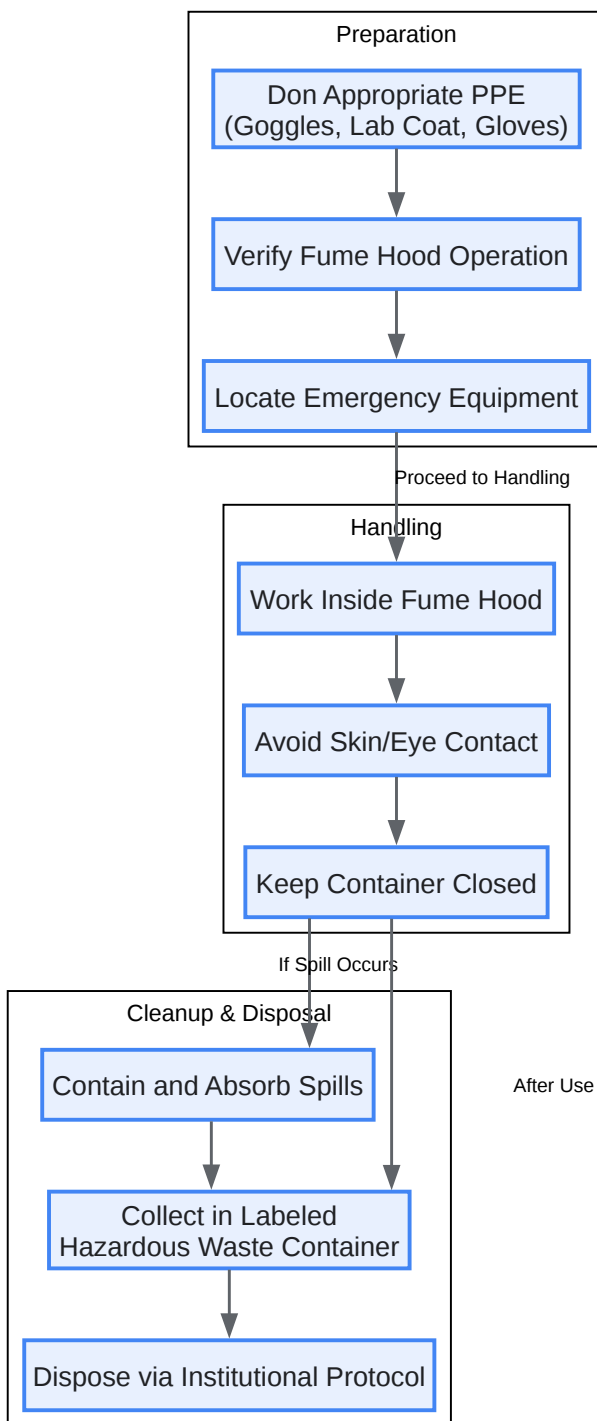 Preparation
Don Appropriate PPE
(Goggles, Lab Coat, Gloves)
Verify Fume Hood Operation
Locate Emergency Equipment
Proceed to Handling
Handling
Work Inside Fume Hood
Avoid Skin/Eye Contact
Keep Container Closed
If Spill Occurs
Cleanup & Disposal
Contain and Absorb Spills
After Use
Collect in Labeled
Hazardous Waste Container
Dispose via Institutional Protocol